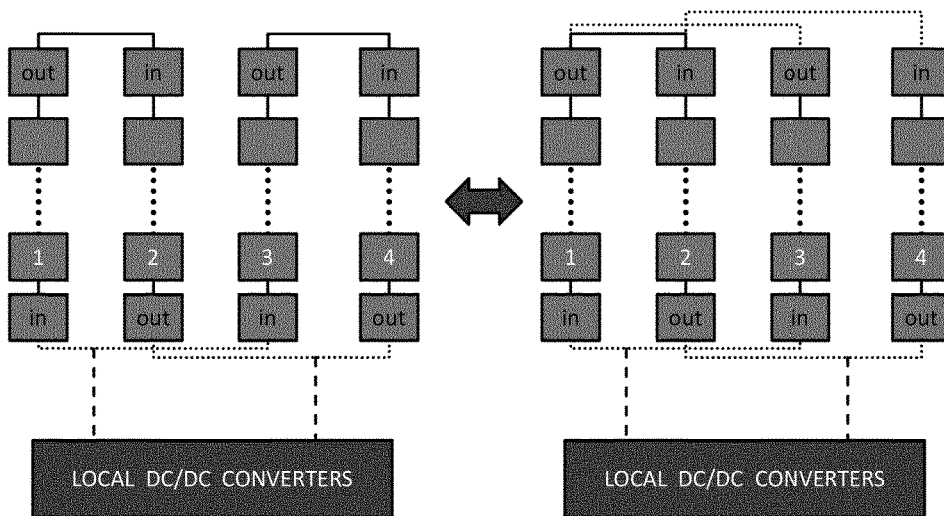 out in out in out in out in
1 2 3 4 1 2 3 4
in out in out in out in out
LOCAL DC/DC CONVERTERS LOCAL DC/DC CONVERTERS